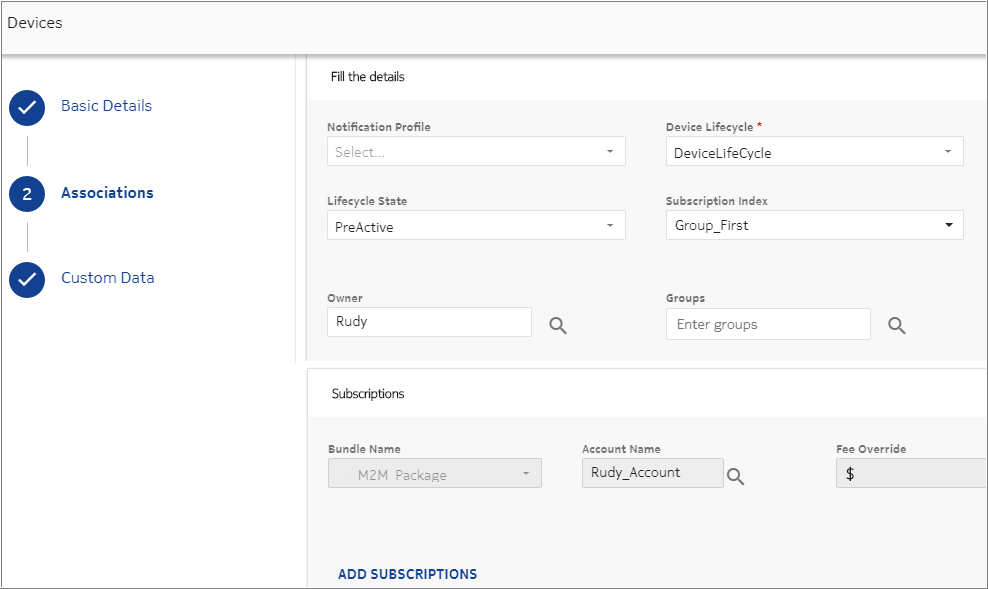 Devices
Basic Details
2
Associations
Custom Data
Fill the details
Notification Profile
Device Lifecycle *
Select...
DeviceLifeCycle
Lifecycle State
Subscription Index
PreActive
Group_First
Owner
Groups
Rudy
Enter groups
Subscriptions
Bundle Name
Account Name
Fee Override
M2M Package
Rudy_Account
$
ADD SUBSCRIPTIONS